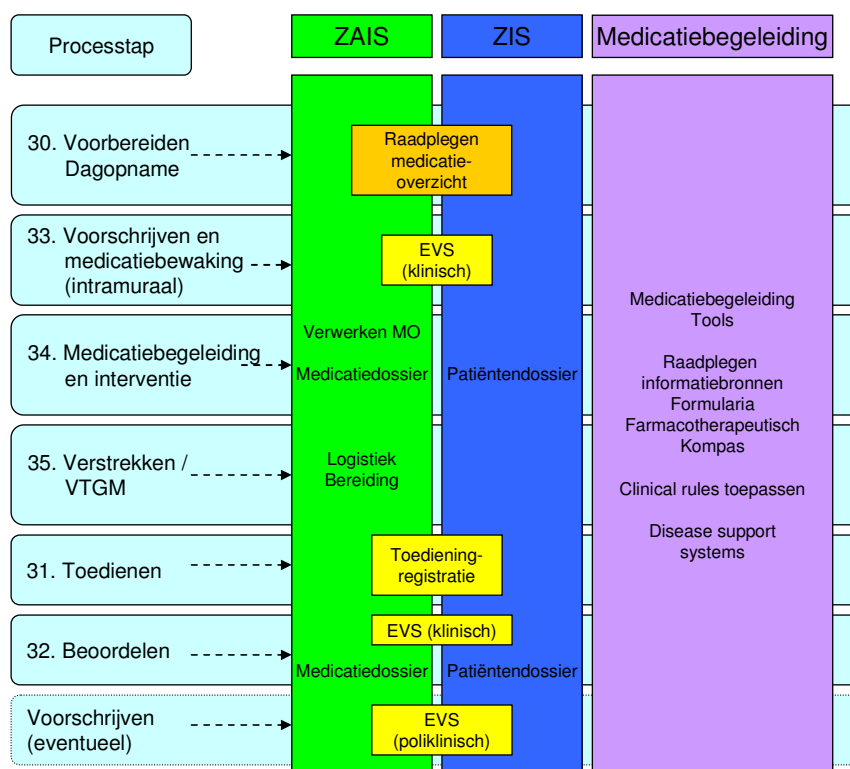 Processtap
ZAIS
ZIS
Medicatiebegeleiding
30. Voorbereiden
Dagopname
Raadplegen
medicatie-
overzicht
33. Voorschrijven en
medicatiebewaking
(intramuraal)
EVS
(klinisch)
34. Medicatiebegeleiding
en interventie
Verwerken MO
Medicatiedossier
Patiëntendossier
35. Verstrekken /
VTGM
Logistiek
Bereiding
31. Toedienen
Toediening-
registratie
32. Beoordelen
EVS (klinisch)
Medicatiedossier
Patiëntendossier
Voorschrijven
(eventueel)
EVS
(poliklinisch)
Medicatiebegeleiding
Tools
Raadplegen
informatiebronnen
Formularia
Farmacotherapeutisch
Kompas
Clinical rules toepassen
Disease support
systems